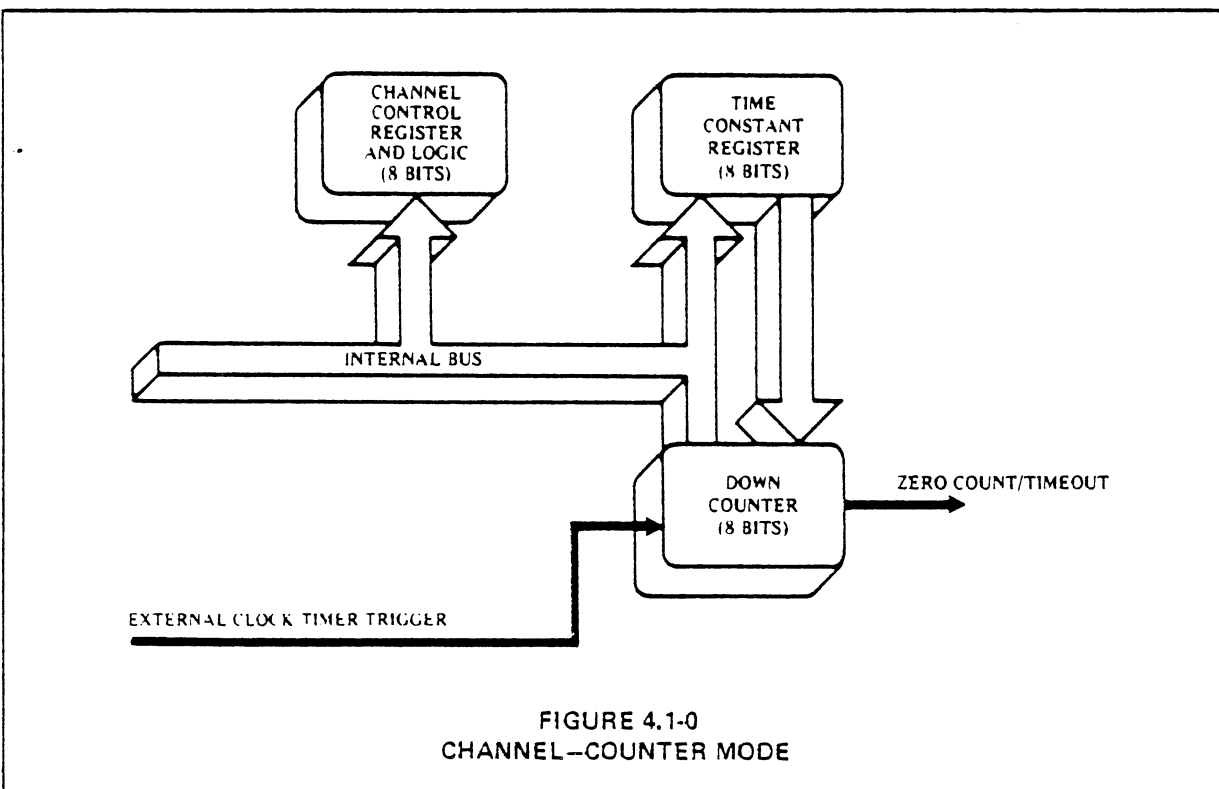 CHANNEL
CONTROL
REGISTER
AND LOGIC
(8 BITS)
TIME
CONSTANT
REGISTER
(8 BITS)
INTERNAL BUS
DOWN
COUNTER
(8 BITS)
ZERO COUNT/TIMEOUT
EXTERNAL CLOCK TIMER TRIGGER
FIGURE 4.1-0
CHANNEL–COUNTER MODE